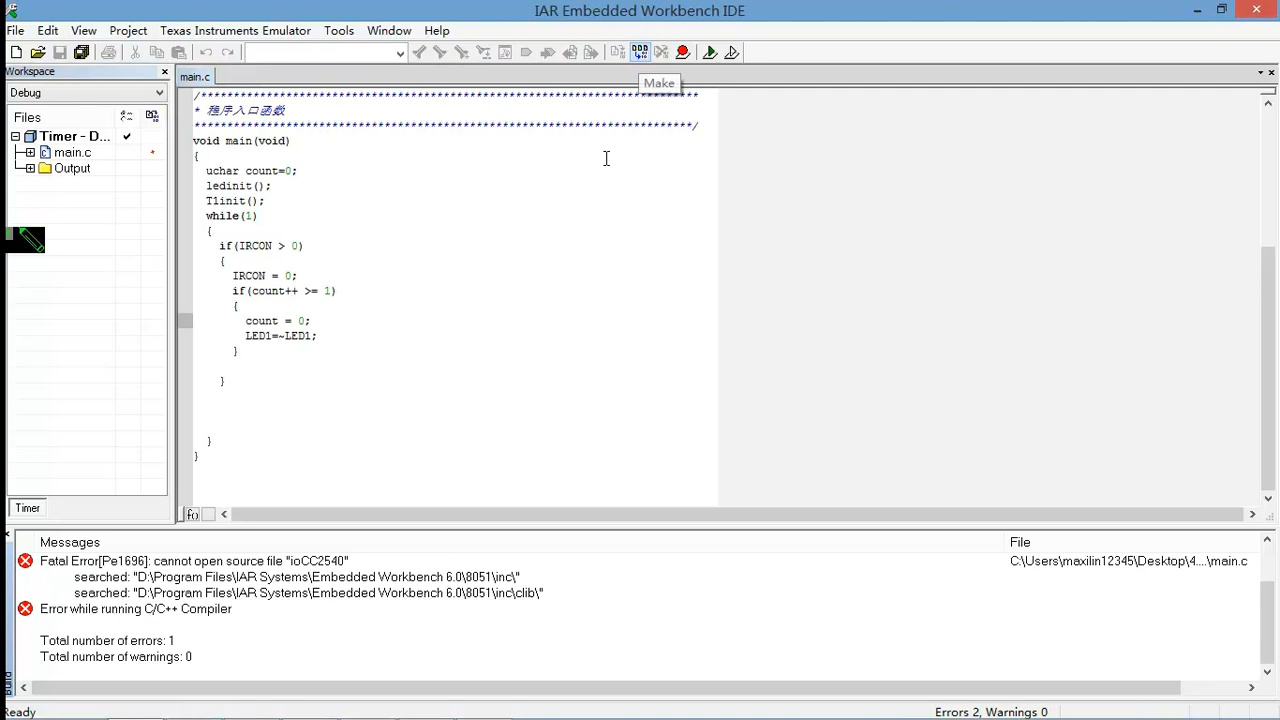 IAR Embedded Workbench IDE
File Edit View Project Texas Instruments Emulator Tools Window Help
Workspace
main.c
Make
Debug
Files
Timer - D...
main.c
Output
Timer
/***************************************************************************
* 程序入口函数
***************************************************************************/
void main(void)
{
uchar count=0;
ledinit();
T1init();
while(1)
{
if(IRCON > 0)
{
IRCON = 0;
if(count++ >= 1)
{
count = 0;
LED1=~LED1;
}
}
}
}
f()
Messages File
Fatal Error[Pe1696]: cannot open source file "ioCC2540" C:\Users\maxilin12345\Desktop\4....\main.c
searched: "D:\Program Files\IAR Systems\Embedded Workbench 6.0\8051\inc\"
searched: "D:\Program Files\IAR Systems\Embedded Workbench 6.0\8051\inc\clib\"
Error while running C/C++ Compiler
Total number of errors: 1
Total number of warnings: 0
Build
Ready Errors 2, Warnings 0